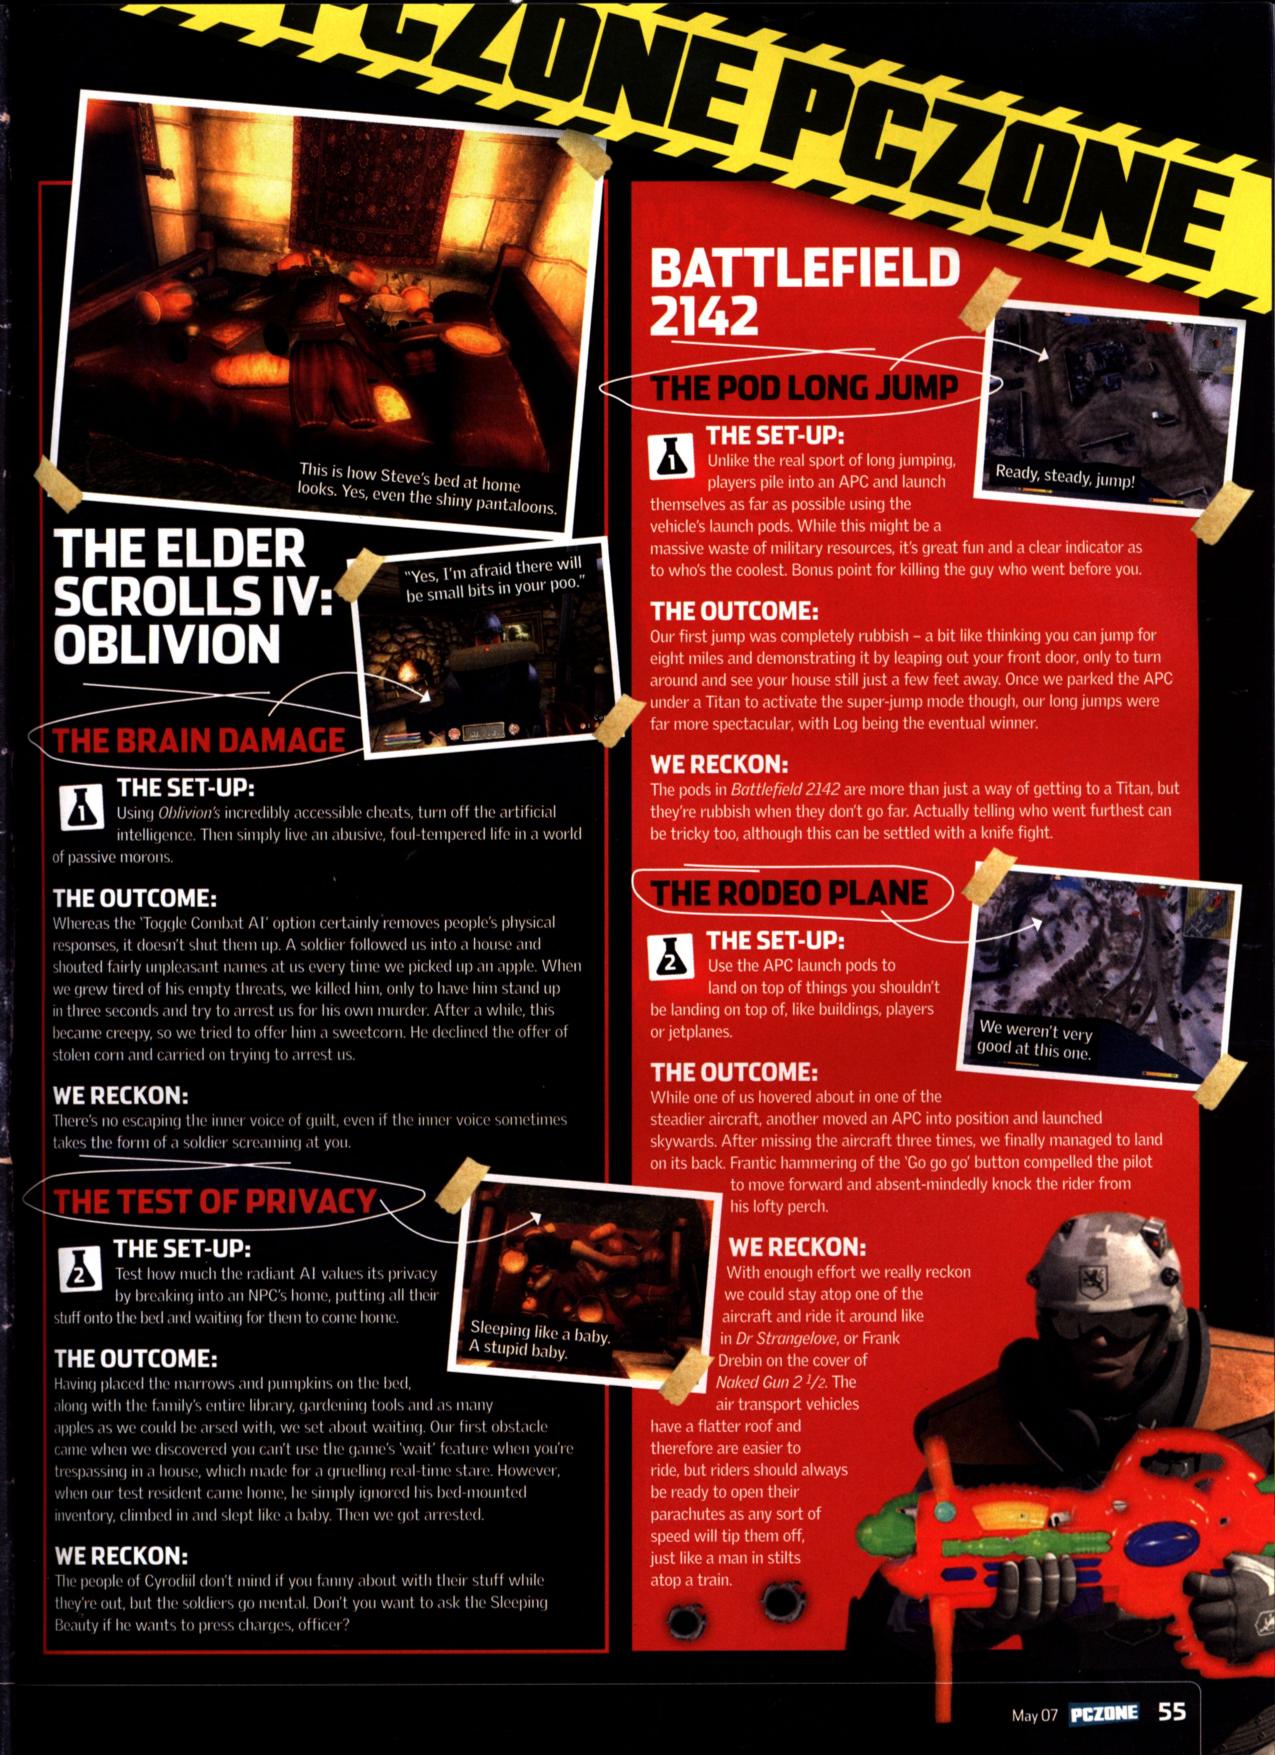 PCZONE PCZONE
This is how Steve's bed at home
looks. Yes, even the shiny pantaloons.
THE ELDER
SCROLLS IV:
OBLIVION
"Yes, I'm afraid there will
be small bits in your poo."
THE BRAIN DAMAGE
1
THE SET-UP:
Using Oblivion's incredibly accessible cheats, turn off the artificial
intelligence. Then simply live an abusive, foul-tempered life in a world
of passive morons.
THE OUTCOME:
Whereas the 'Toggle Combat AI' option certainly removes people's physical
responses, it doesn't shut them up. A soldier followed us into a house and
shouted fairly unpleasant names at us every time we picked up an apple. When
we grew tired of his empty threats, we killed him, only to have him stand up
in three seconds and try to arrest us for his own murder. After a while, this
became creepy, so we tried to offer him a sweetcorn. He declined the offer of
stolen corn and carried on trying to arrest us.
WE RECKON:
There's no escaping the inner voice of guilt, even if the inner voice sometimes
takes the form of a soldier screaming at you.
THE TEST OF PRIVACY
2
THE SET-UP:
Test how much the radiant AI values its privacy
by breaking into an NPC's home, putting all their
stuff onto the bed and waiting for them to come home.
Sleeping like a baby.
A stupid baby.
THE OUTCOME:
Having placed the marrows and pumpkins on the bed,
along with the family's entire library, gardening tools and as many
apples as we could be arsed with, we set about waiting. Our first obstacle
came when we discovered you can't use the game's 'wait' feature when you're
trespassing in a house, which made for a gruelling real-time stare. However,
when our test resident came home, he simply ignored his bed-mounted
inventory, climbed in and slept like a baby. Then we got arrested.
WE RECKON:
The people of Cyrodiil don't mind if you fanny about with their stuff while
they're out, but the soldiers go mental. Don't you want to ask the Sleeping
Beauty if he wants to press charges, officer?
BATTLEFIELD
2142
THE POD LONG JUMP
Ready, steady, jump!
1
THE SET-UP:
Unlike the real sport of long jumping,
players pile into an APC and launch
themselves as far as possible using the
vehicle's launch pods. While this might be a
massive waste of military resources, it's great fun and a clear indicator as
to who's the coolest. Bonus point for killing the guy who went before you.
THE OUTCOME:
Our first jump was completely rubbish – a bit like thinking you can jump for
eight miles and demonstrating it by leaping out your front door, only to turn
around and see your house still just a few feet away. Once we parked the APC
under a Titan to activate the super-jump mode though, our long jumps were
far more spectacular, with Log being the eventual winner.
WE RECKON:
The pods in Battlefield 2142 are more than just a way of getting to a Titan, but
they're rubbish when they don't go far. Actually telling who went furthest can
be tricky too, although this can be settled with a knife fight.
THE RODEO PLANE
2
THE SET-UP:
Use the APC launch pods to
land on top of things you shouldn't
be landing on top of, like buildings, players
or jetplanes.
We weren't very
good at this one.
THE OUTCOME:
While one of us hovered about in one of the
steadier aircraft, another moved an APC into position and launched
skywards. After missing the aircraft three times, we finally managed to land
on its back. Frantic hammering of the 'Go go go' button compelled the pilot
to move forward and absent-mindedly knock the rider from
his lofty perch.
WE RECKON:
With enough effort we really reckon
we could stay atop one of the
aircraft and ride it around like
in Dr Strangelove, or Frank
Drebin on the cover of
Naked Gun 2 1/2. The
air transport vehicles
have a flatter roof and
therefore are easier to
ride, but riders should always
be ready to open their
parachutes as any sort of
speed will tip them off,
just like a man in stilts
atop a train.
May 07 PCZONE 55